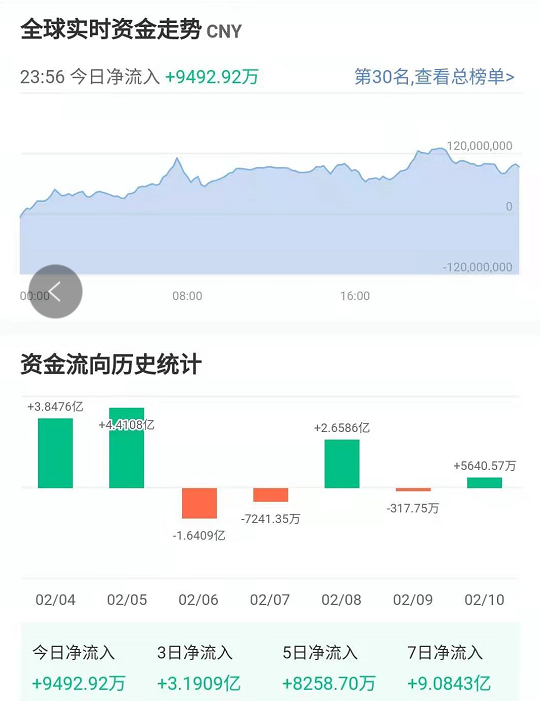 全球实时资金走势 CNY
23:56 今日净流入 +9492.92万 第30名,查看总榜单>
120,000,000
0
-120,000,000
00:00 08:00 16:00
资金流向历史统计
+3.8476亿 +4.4108亿 -1.6409亿 -7241.35万 +2.6586亿 -317.75万 +5640.57万
02/04 02/05 02/06 02/07 02/08 02/09 02/10
今日净流入 3日净流入 5日净流入 7日净流入
+9492.92万 +3.1909亿 +8258.70万 +9.0843亿